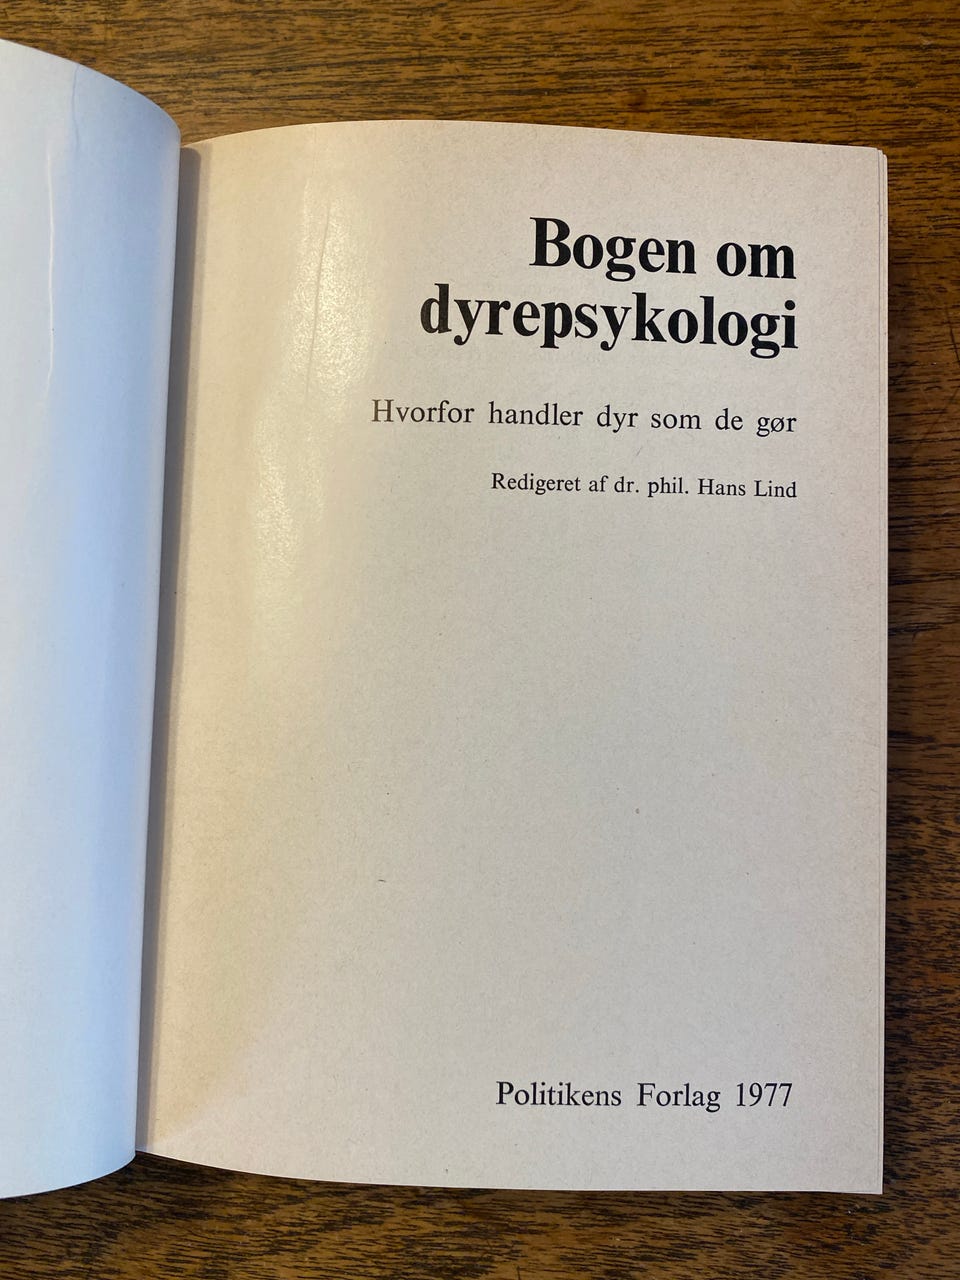 Bogen om
dyrepsykologi
Hvorfor handler dyr som de gør
Redigeret af dr. phil. Hans Lind
Politikens Forlag 1977